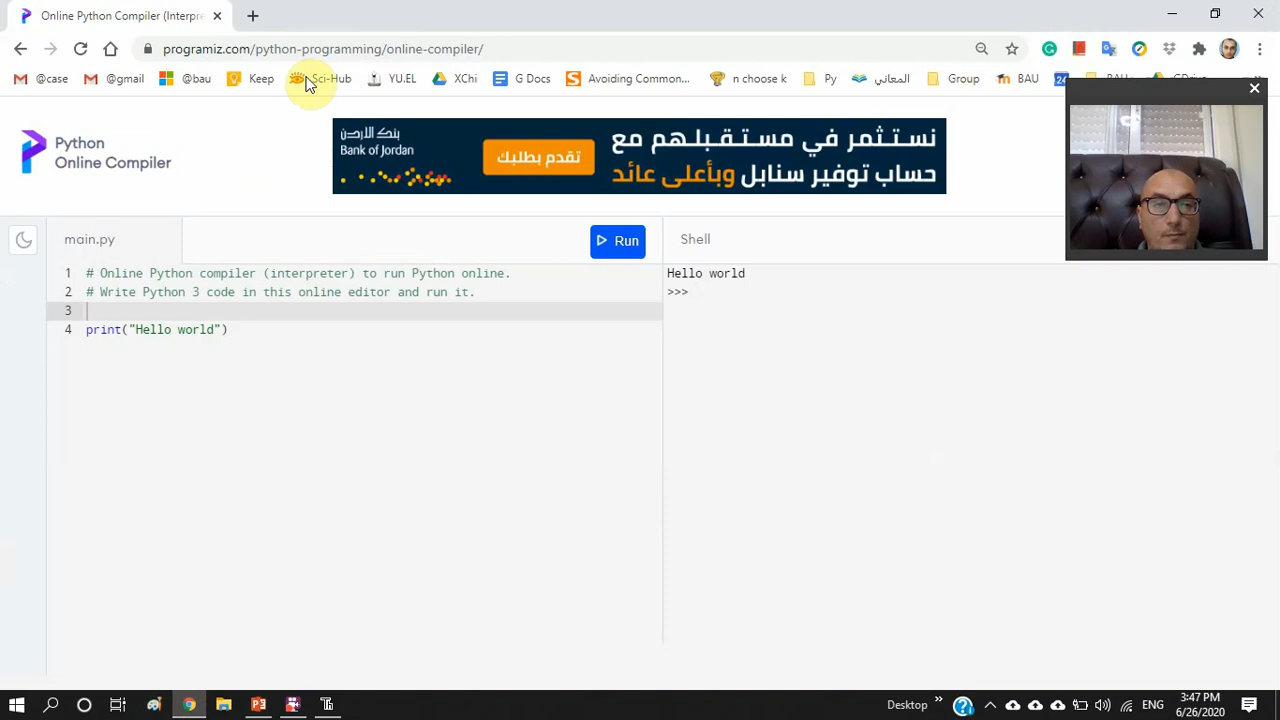 Online Python Compiler (Interpre
programiz.com/python-programming/online-compiler/
@case @gmail @bau Keep Sci-Hub YU.EL XChi G Docs Avoiding Common... n choose k Py المعاني Group BAU 24
Python
Online Compiler
بنك الاردن
Bank of Jordan
تقدم بطلبك
نستثمر في مستقبلهم مع
حساب توفير سنابل وبأعلى عائد
main.py
Run
Shell
1 # Online Python compiler (interpreter) to run Python online.
2 # Write Python 3 code in this online editor and run it.
3
4 print("Hello world")
Hello world
>>>
Desktop
ENG
3:47 PM
6/26/2020